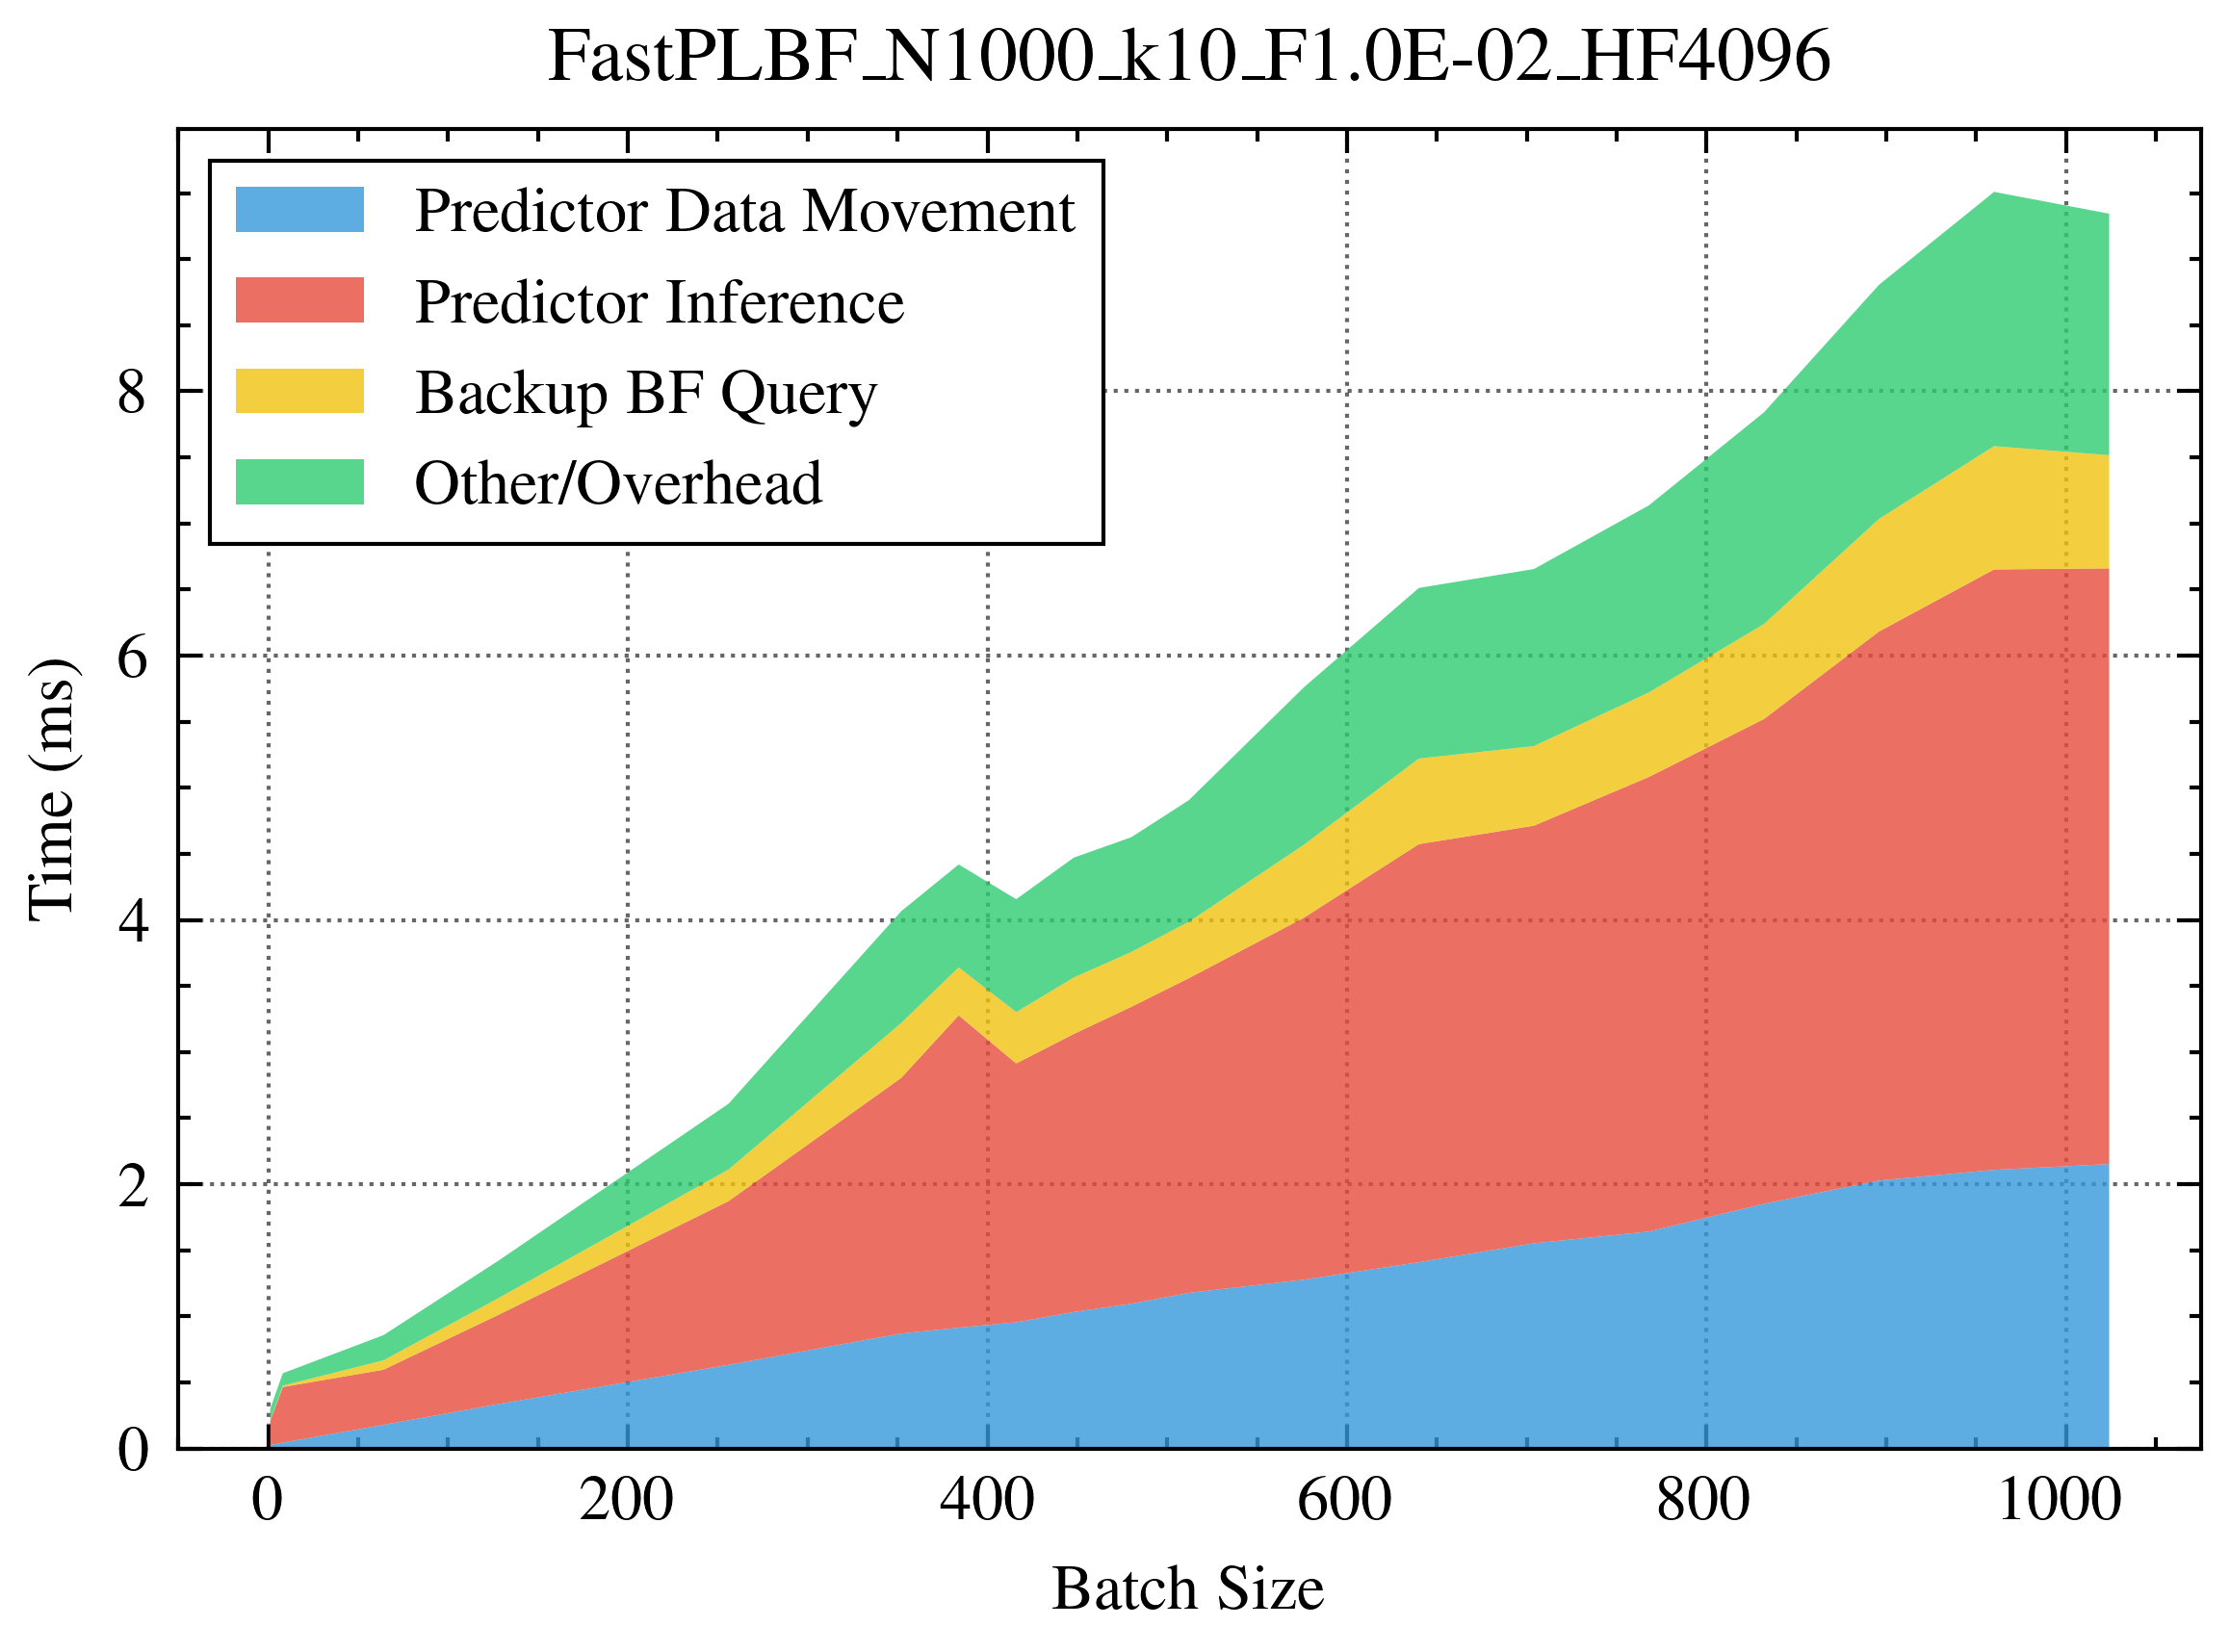 FastPLBF_N1000_k10_F1.0E-02_HF4096
Predictor Data Movement
Predictor Inference
Backup BF Query
Other/Overhead
Time (ms)
8
6
4
2
0
0 200 400 600 800 1000
Batch Size